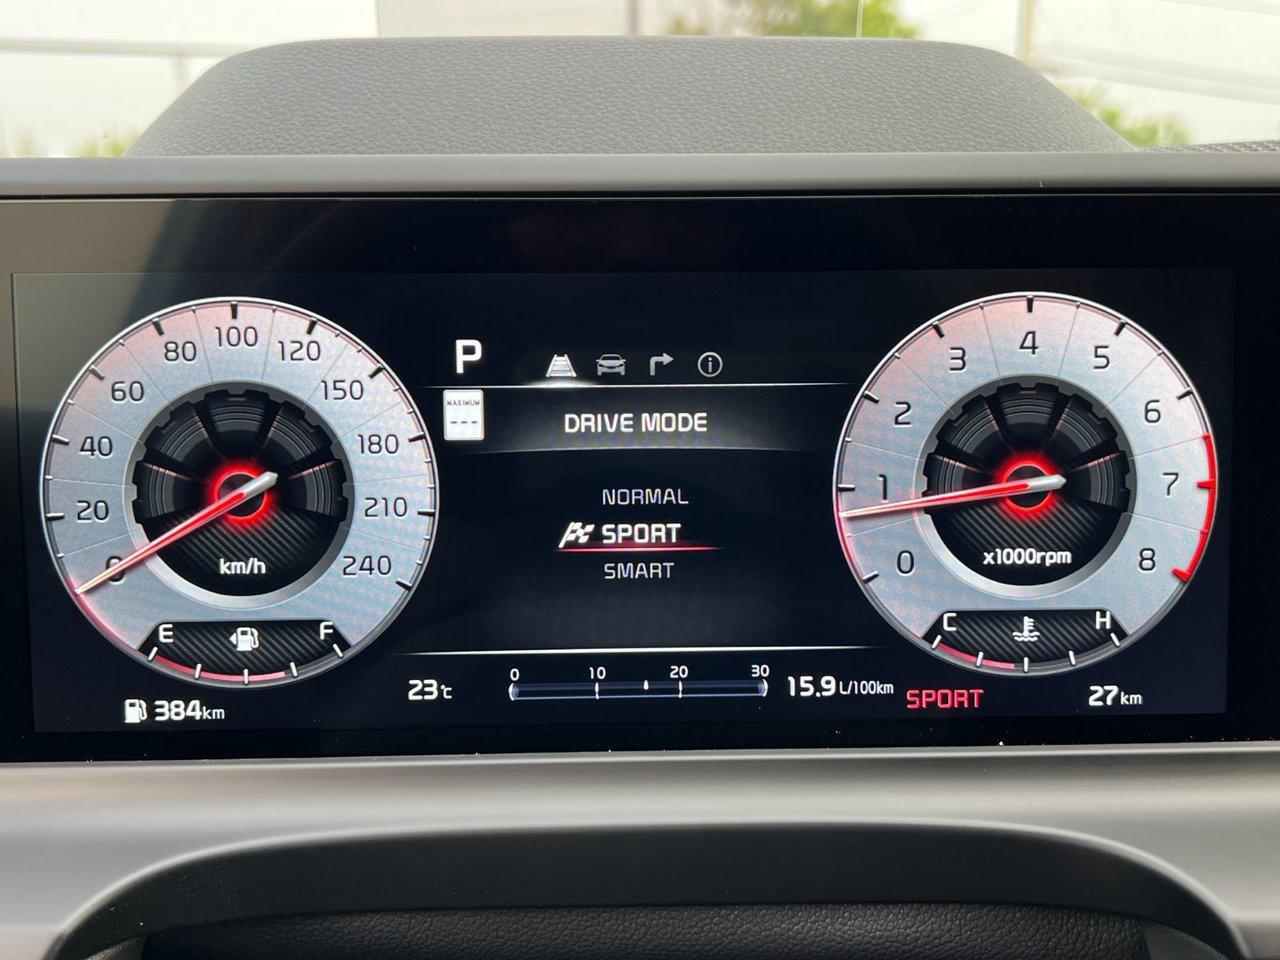 0
20
40
60
80
100
120
150
180
210
240
km/h
E
F
384km
P
MAXIMUM
---
DRIVE MODE
NORMAL
SPORT
SMART
23℃
0 10 20 30
15.9 L/100km
0
1
2
3
4
5
6
7
8
x1000rpm
C
H
SPORT
27 km